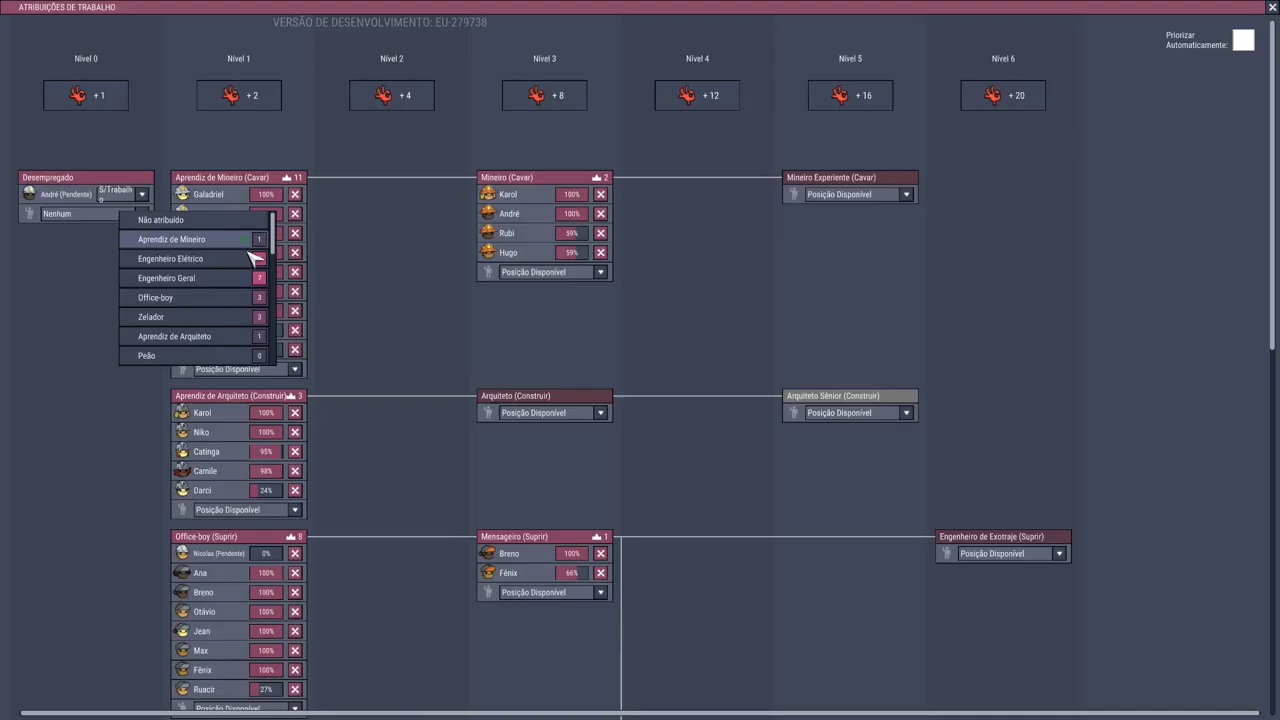 ATRIBUIÇÕES DE TRABALHO
VERSÃO DE DESENVOLVIMENTO: EU-279738
Priorizar
Automaticamente:
Nível 0
Nível 1
Nível 2
Nível 3
Nível 4
Nível 5
Nível 6
+ 1
+ 2
+ 4
+ 8
+ 12
+ 16
+ 20
Desempregado
André (Pendente)
S/Trabalh
o
Nenhum
Não atribuído
Aprendiz de Mineiro 1
Engenheiro Elétrico
Engenheiro Geral 7
Office-boy 3
Zelador 3
Aprendiz de Arquiteto 1
Peão 0
Aprendiz de Mineiro (Cavar) 11
Galadriel 100%
Posição Disponível
Mineiro (Cavar) 2
Karol 100%
André 100%
Rubi 59%
Hugo 59%
Posição Disponível
Mineiro Experiente (Cavar)
Posição Disponível
Aprendiz de Arquiteto (Construir) 3
Karol 100%
Niko 100%
Catinga 95%
Camile 98%
Darci 24%
Posição Disponível
Arquiteto (Construir)
Posição Disponível
Arquiteto Sênior (Construir)
Posição Disponível
Office-boy (Suprir) 8
Nicolas (Pendente) 0%
Ana 100%
Breno 100%
Otávio 100%
Jean 100%
Max 100%
Fênix 100%
Ruacir 27%
Posição Disponível
Mensageiro (Suprir) 1
Breno 100%
Fênix 66%
Posição Disponível
Engenheiro de Exotraje (Suprir)
Posição Disponível